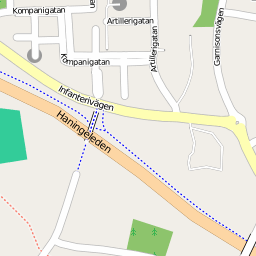 Kompanigatan
Artillerigatan
Kompanigatan
Artillerigatan
Garnisonsvägen
Infanterivägen
Haningeleden